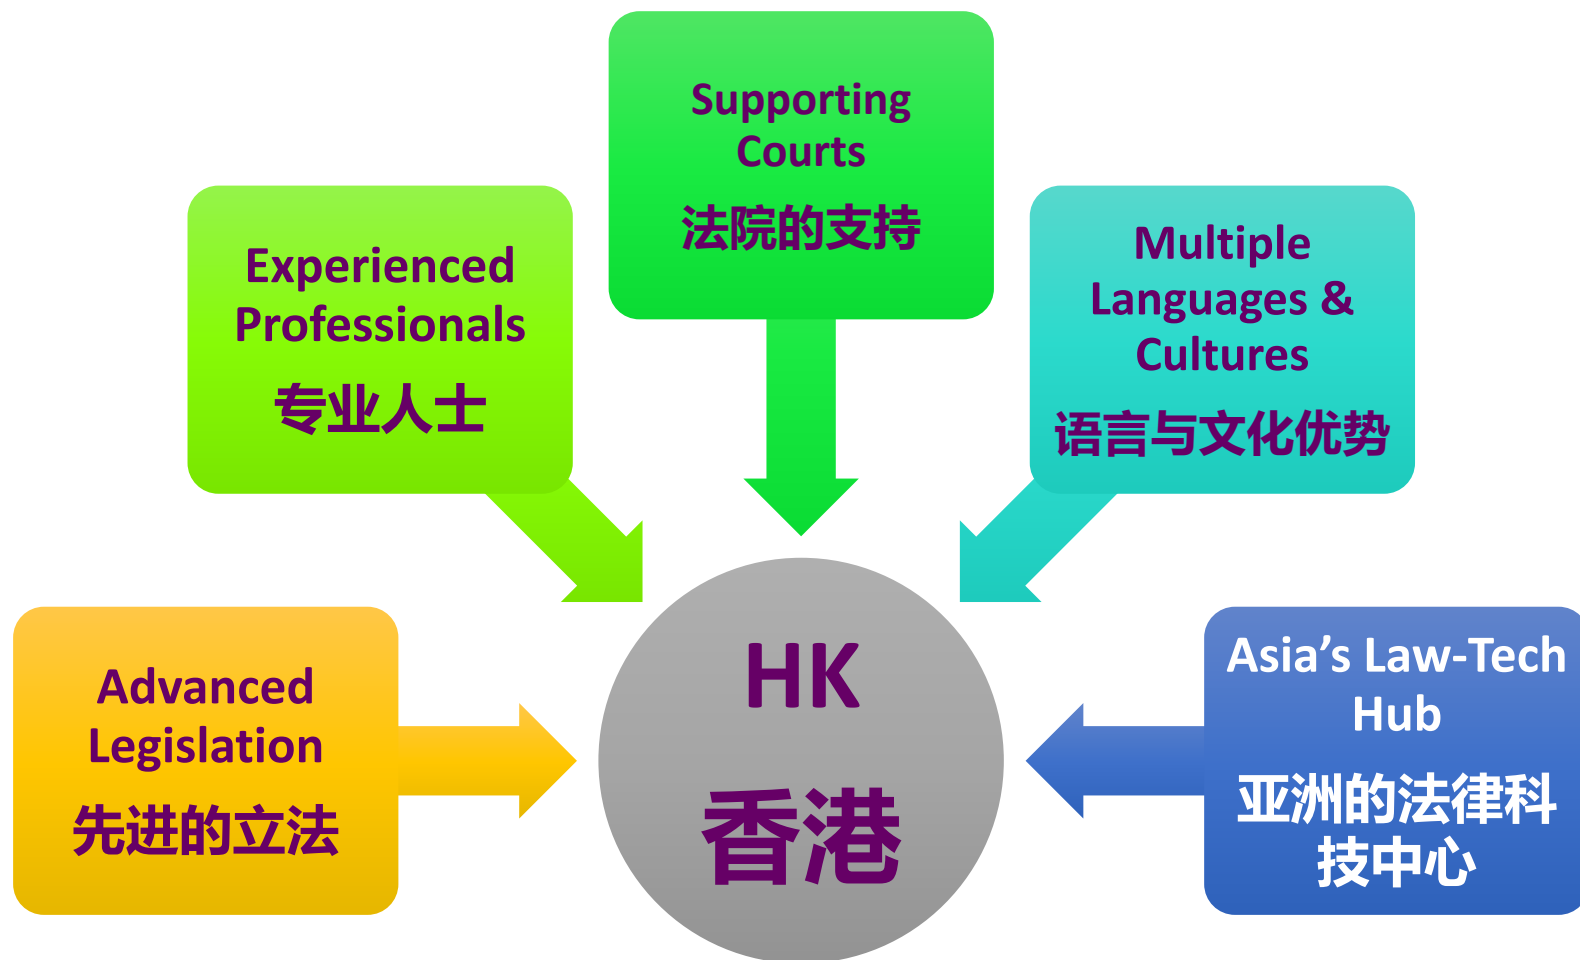 Supporting
Courts
法院的支持
Experienced
Professionals
专业人士
Multiple
Languages &
Cultures
语言与文化优势
Advanced
Legislation
先进的立法
HK
香港
Asia's Law-Tech
Hub
亚洲的法律科
技中心